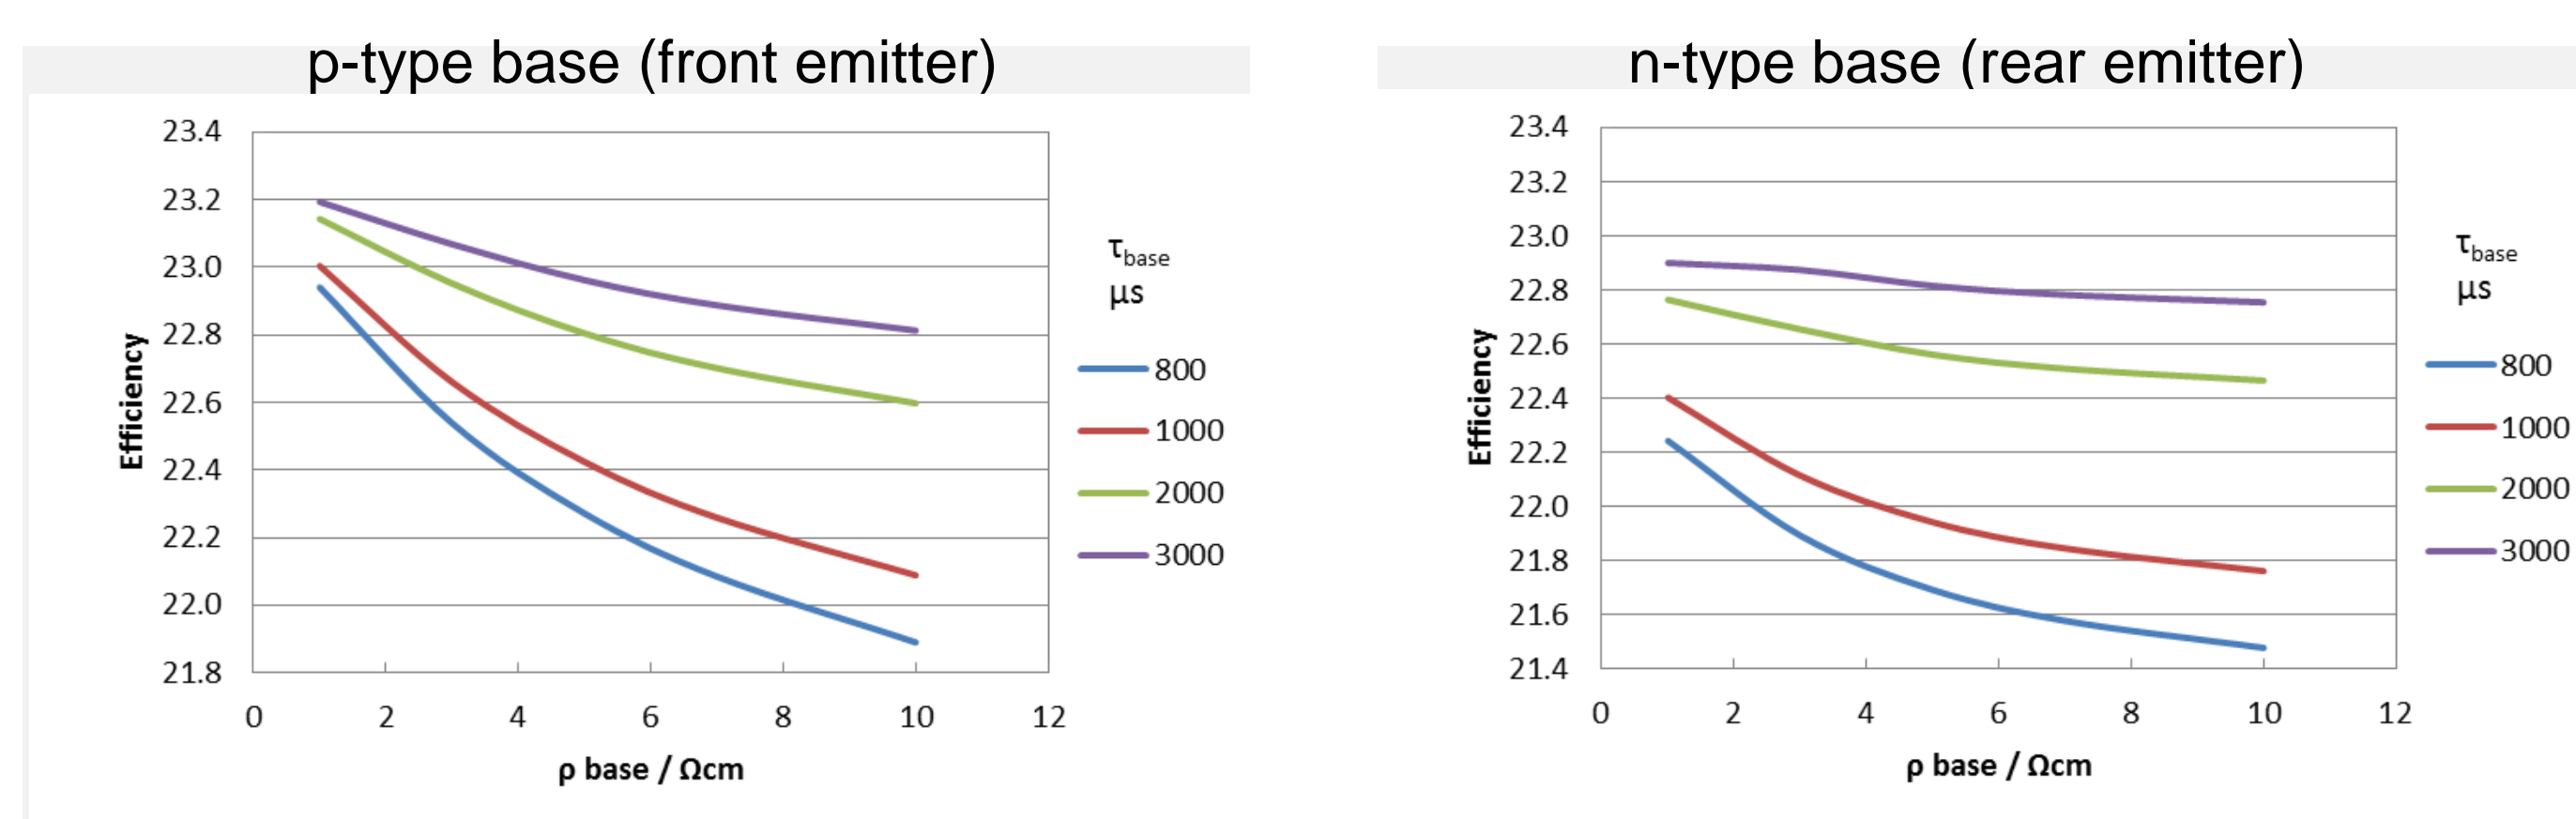 p-type base (front emitter)
23.4
23.2
23.0
22.8
22.6
22.4
22.2
22.0
21.8
Efficiency
0 2 4 6 8 10 12
ρ base / Ωcm
τbase
µs
800
1000
2000
3000
n-type base (rear emitter)
23.4
23.2
23.0
22.8
22.6
22.4
22.2
22.0
21.8
21.6
21.4
Efficiency
0 2 4 6 8 10 12
ρ base / Ωcm
τbase
µs
800
1000
2000
3000